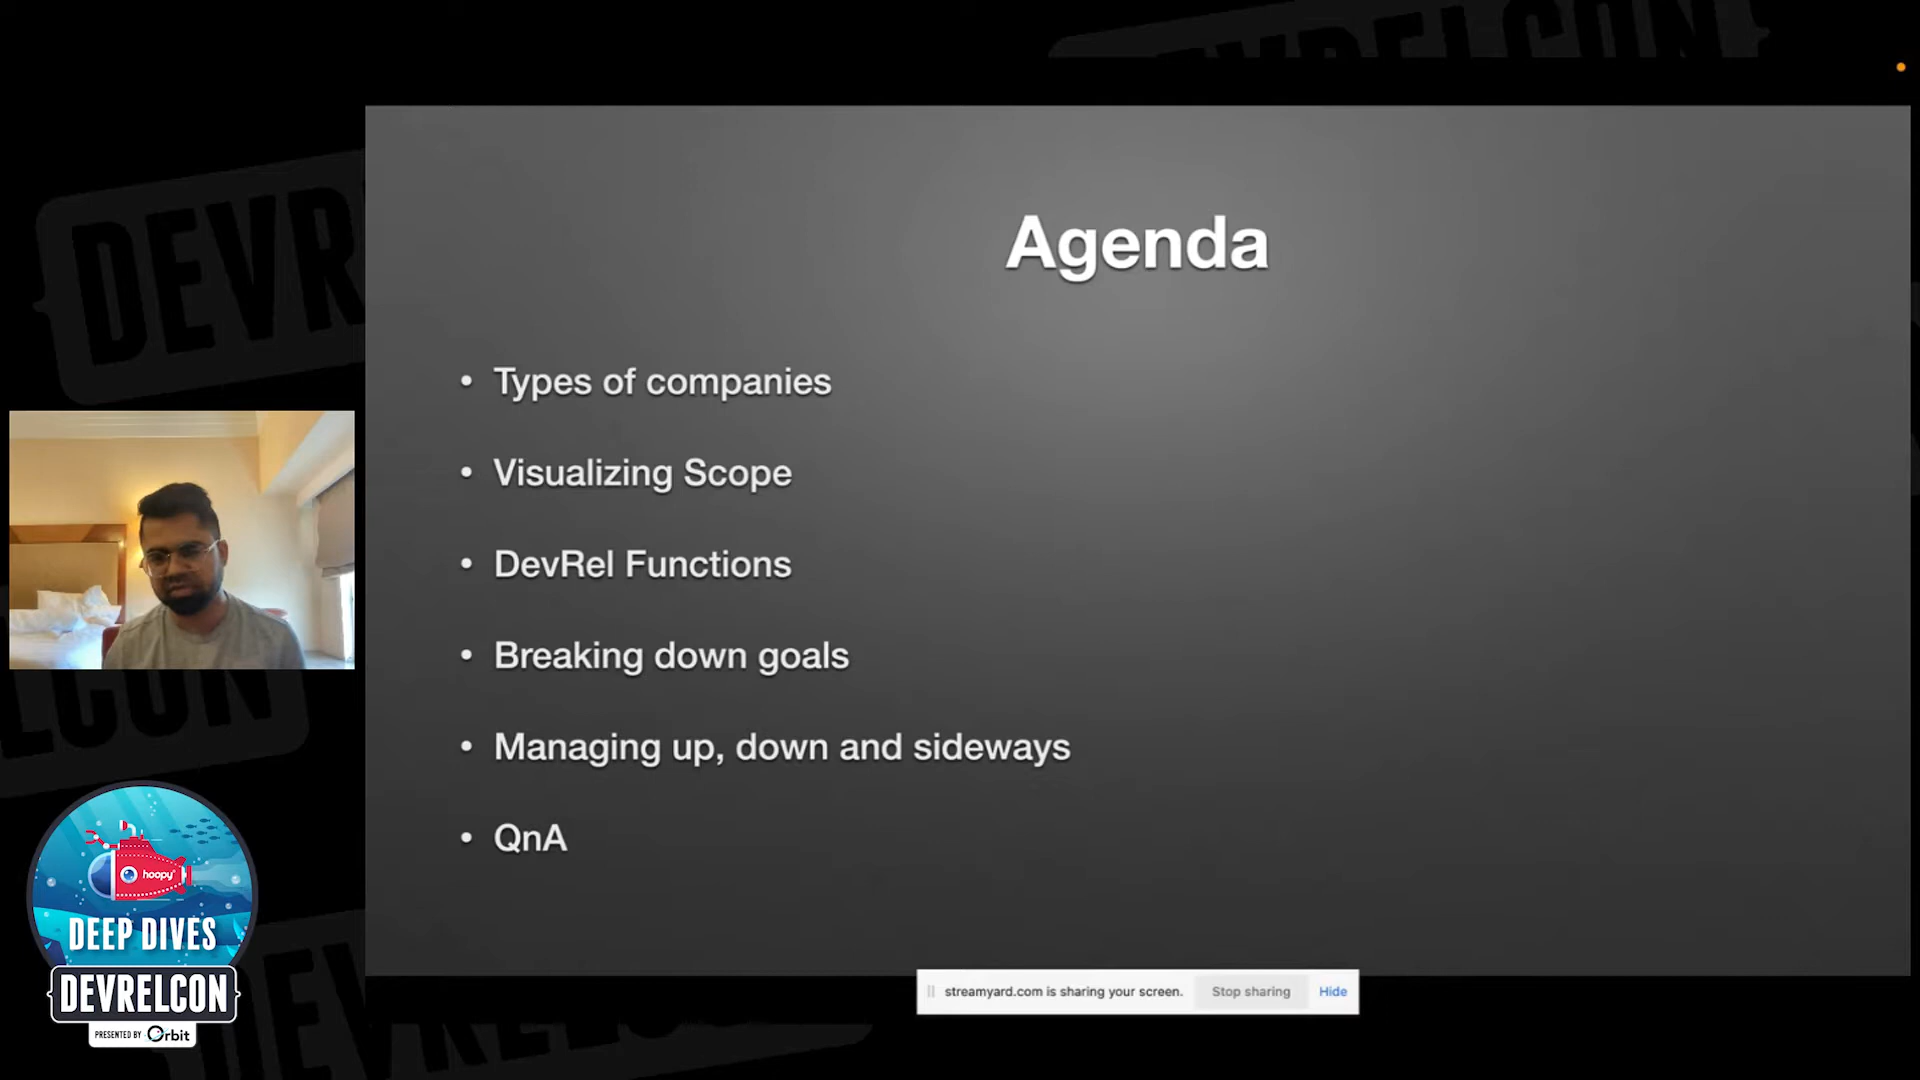 Agenda
• Types of companies
• Visualizing Scope
• DevRel Functions
• Breaking down goals
• Managing up, down and sideways
• QnA
hoopy
DEEP DIVES
DEVRELCON
PRESENTED BY Orbit
streamyard.com is sharing your screen. Stop sharing Hide